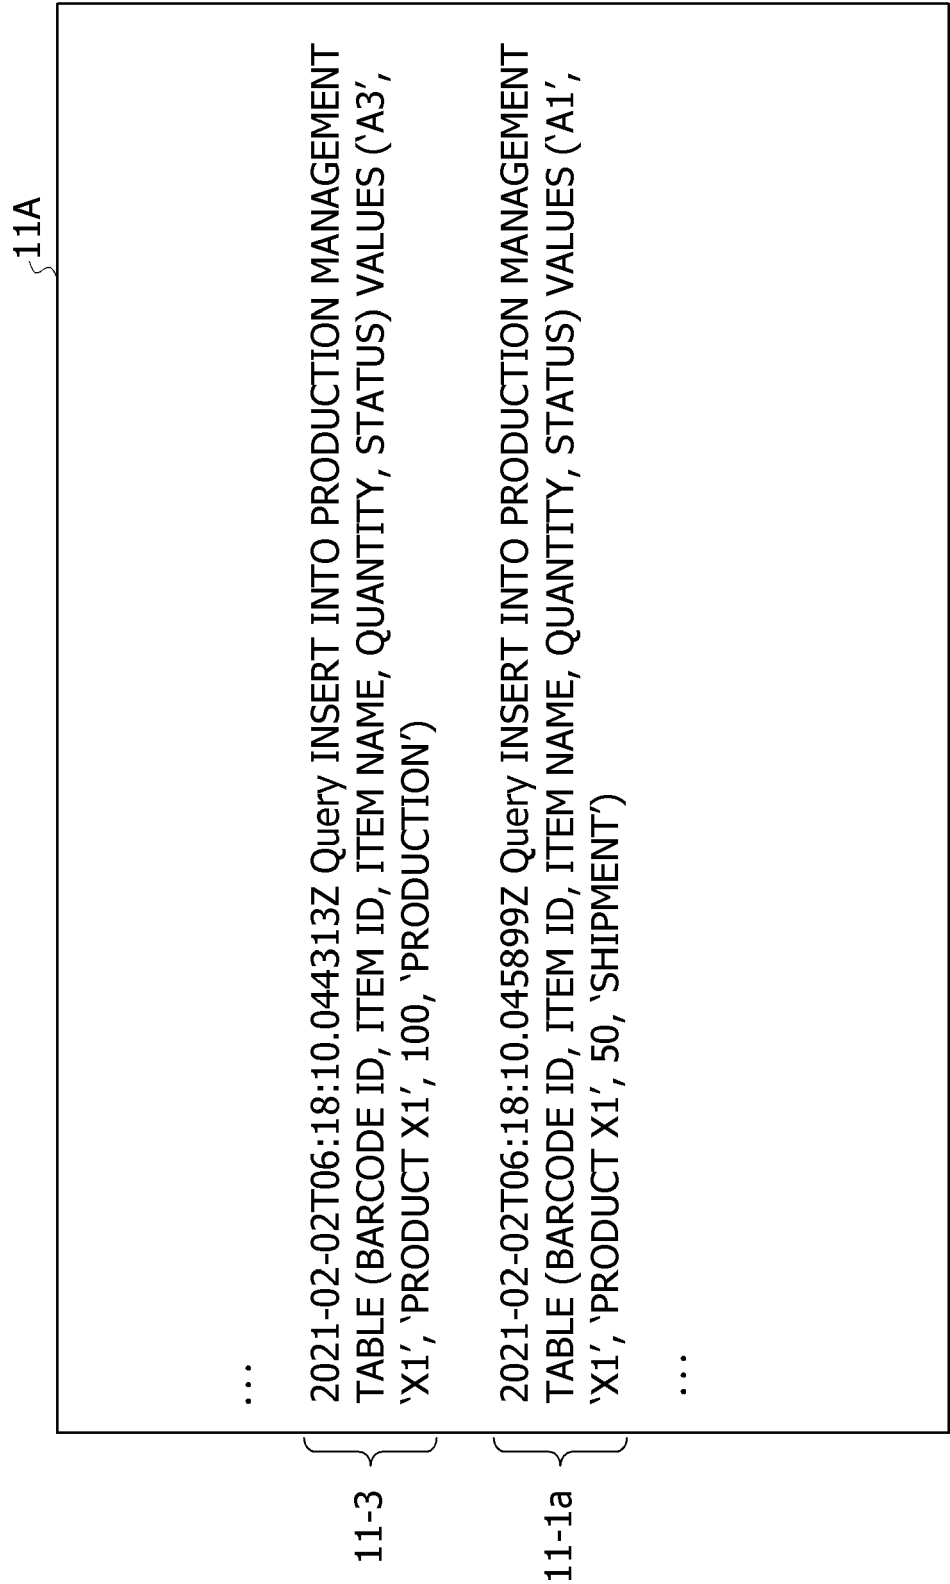 11A
...
11-3
2021-02-02T06:18:10.044313Z Query INSERT INTO PRODUCTION MANAGEMENT
TABLE (BARCODE ID, ITEM ID, ITEM NAME, QUANTITY, STATUS) VALUES (‘A3’,
‘X1’, ‘PRODUCT X1’, 100, ‘PRODUCTION’)
11-1a
2021-02-02T06:18:10.045899Z Query INSERT INTO PRODUCTION MANAGEMENT
TABLE (BARCODE ID, ITEM ID, ITEM NAME, QUANTITY, STATUS) VALUES (‘A1’,
‘X1’, ‘PRODUCT X1’, 50, ‘SHIPMENT’)
...